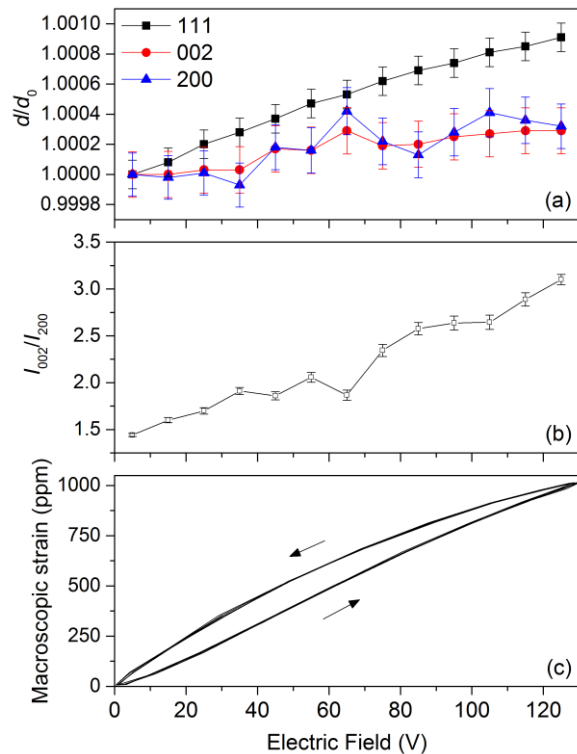 111
002
200
1.0010
1.0008
1.0006
1.0004
1.0002
1.0000
0.9998
d/d₀
(a)
3.5
3.0
2.5
2.0
1.5
I₀₀₂/I₂₀₀
(b)
1000
750
500
250
0
Macroscopic strain (ppm)
(c)
0 20 40 60 80 100 120
Electric Field (V)